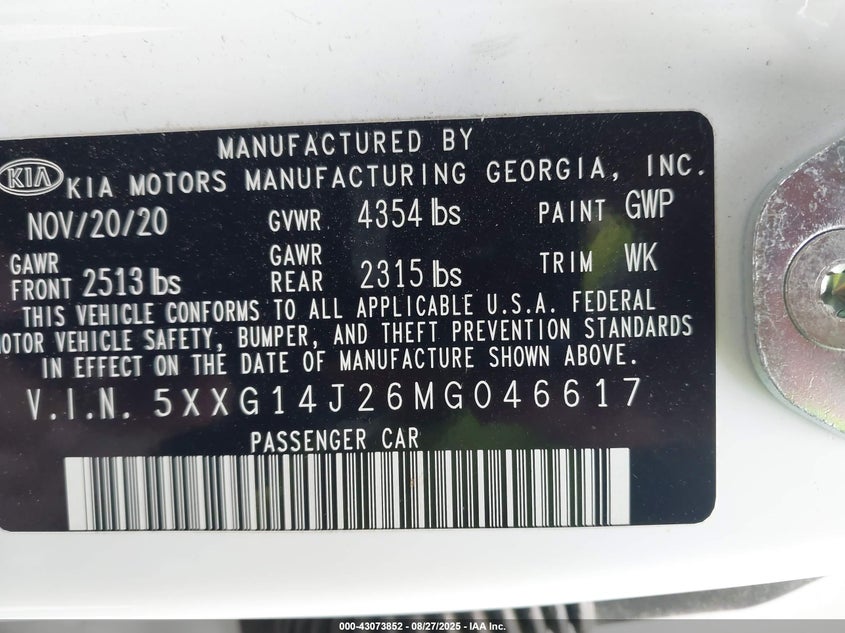 MANUFACTURED BY
KIA KIA MOTORS MANUFACTURING GEORGIA, INC.
NOV/20/20 GVWR 4354 lbs PAINT GWP
GAWR FRONT 2513 lbs GAWR REAR 2315 lbs TRIM WK
THIS VEHICLE CONFORMS TO ALL APPLICABLE U.S.A. FEDERAL
MOTOR VEHICLE SAFETY, BUMPER, AND THEFT PREVENTION STANDARDS
IN EFFECT ON THE DATE OF MANUFACTURE SHOWN ABOVE.
V.I.N. 5XXG14J26MG046617
PASSENGER CAR
000-43073852 - 08/27/2025 - IAA Inc.